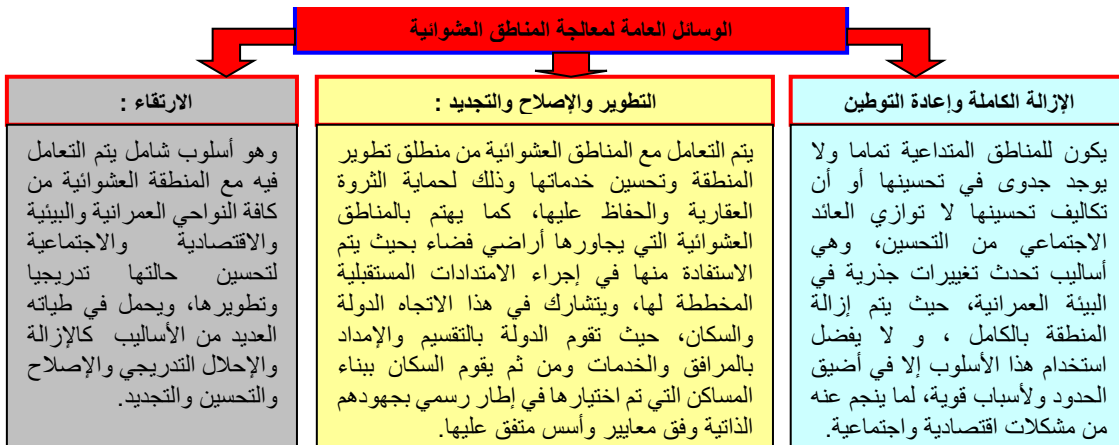 الوسائل العامة لمعالجة المناطق العشوائية
الإزالة الكاملة وإعادة التوطين
يكون للمناطق المتداعية تماما ولا
يوجد جدوى في تحسينها أو أن
تكاليف تحسينها لا توازي العائد
الاجتماعي من التحسين، وهي
أساليب تحدث تغييرات جذرية في
البيئة العمرانية، حيث يتم إزالة
المنطقة بالكامل ، و لا يفضل
استخدام هذا الأسلوب إلا في أضيق
الحدود ولأسباب قوية، لما ينجم عنه
من مشكلات اقتصادية واجتماعية.
التطوير والإصلاح والتجديد :
يتم التعامل مع المناطق العشوائية من منطلق تطوير
المنطقة وتحسين خدماتها وذلك لحماية الثروة
العقارية والحفاظ عليها، كما يهتم بالمناطق
العشوائية التي يجاورها أراضي فضاء بحيث يتم
الاستفادة منها في إجراء الامتدادات المستقبلية
المخططة لها، ويتشارك في هذا الاتجاه الدولة
والسكان، حيث تقوم الدولة بالتقسيم والإمداد
بالمرافق والخدمات ومن ثم يقوم السكان ببناء
المساكن التي تم اختيارها في إطار رسمي بجهودهم
الذاتية وفق معايير وأسس متفق عليها.
الارتقاء :
وهو أسلوب شامل يتم التعامل
فيه مع المنطقة العشوائية من
كافة النواحي العمرانية والبيئية
والاقتصادية والاجتماعية
لتحسين حالتها تدريجيا
وتطويرها، ويحمل في طياته
العديد من الأساليب كالإزالة
والإحلال التدريجي والإصلاح
والتحسين والتجديد.